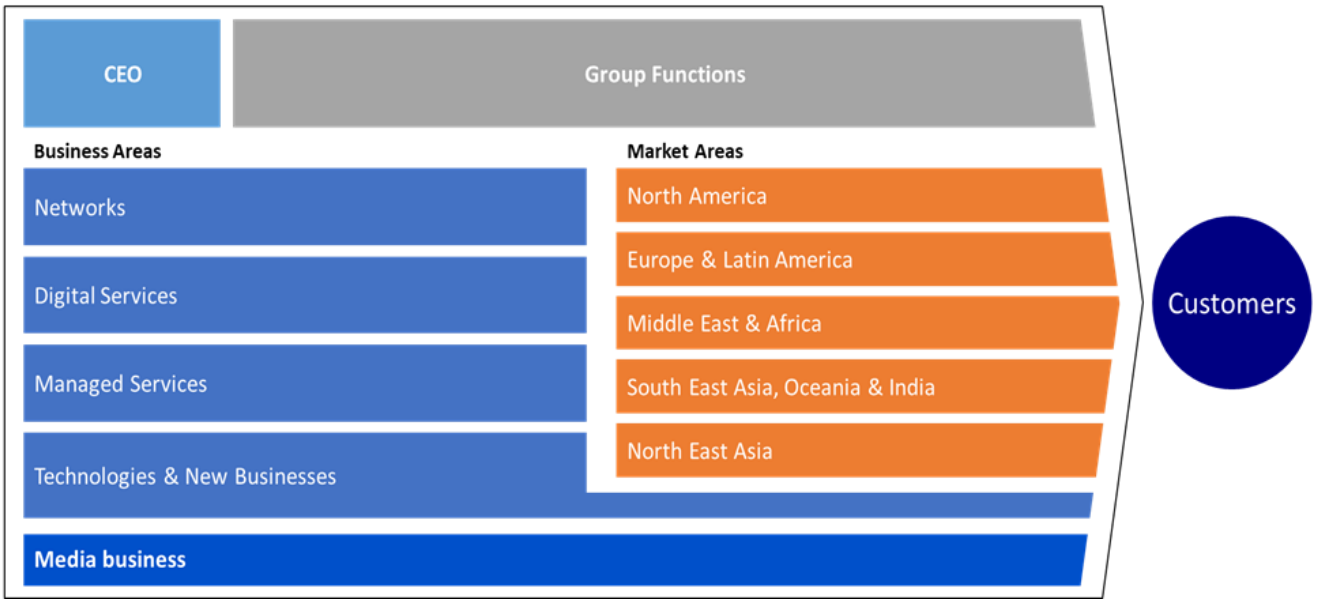 CEO
Group Functions
Business Areas
Networks
Digital Services
Managed Services
Technologies & New Businesses
Media business
Market Areas
North America
Europe & Latin America
Middle East & Africa
South East Asia, Oceania & India
North East Asia
Customers